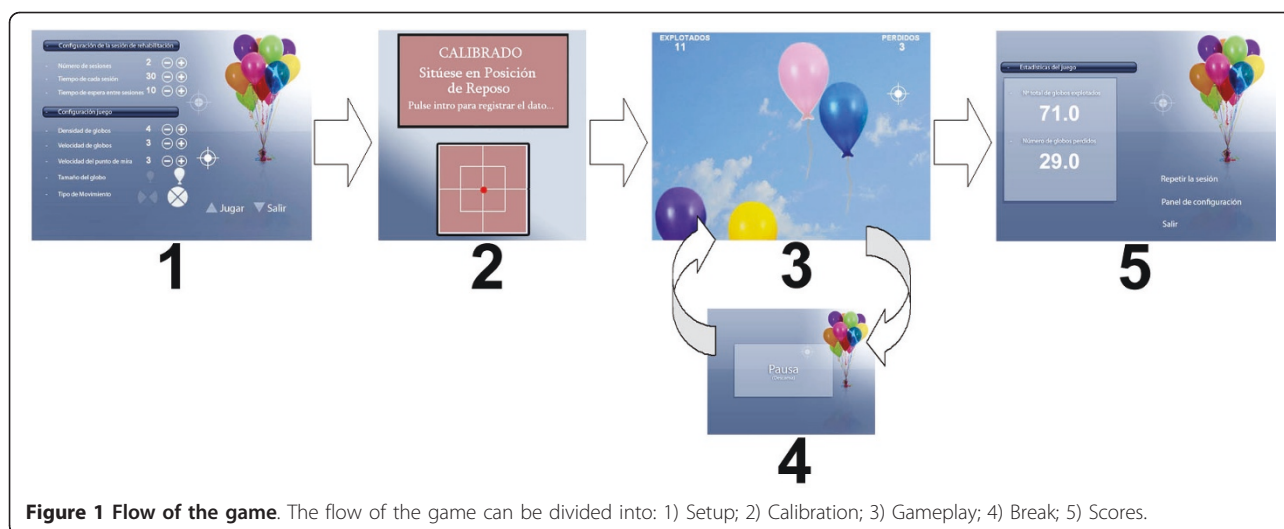 Configuración de la sesión de rehabilitación
Número de sesiones 2
Tiempo de cada sesión 30
Tiempo de espera entre sesiones 10
Configuración Juego
Densidad de globos 4
Velocidad de globos 3
Velocidad del punto de mira 3
Tamaño del globo
Tipo de Movimiento
Jugar Salir
1
CALIBRADO
Sitúese en Posición
de Reposo
Pulse intro para registrar el dato...
2
EXPLOTADOS
11
PERDIDOS
3
3
Pausa
(Descanso)
4
Estadísticas del juego
Nº total de globos explotados
71.0
Número de globos perdidos
29.0
Repetir la sesión
Panel de configuración
Salir
5
Figure 1 Flow of the game. The flow of the game can be divided into: 1) Setup; 2) Calibration; 3) Gameplay; 4) Break; 5) Scores.